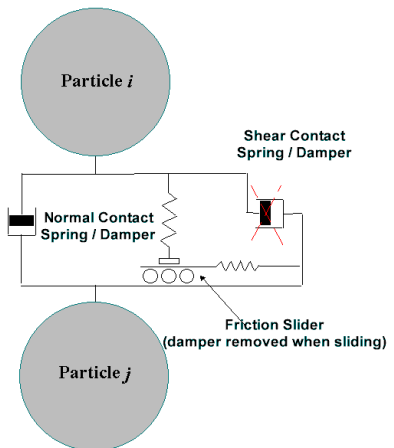 Particle i
Shear Contact
Spring / Damper
Normal Contact
Spring / Damper
Friction Slider
(damper removed when sliding)
Particle j